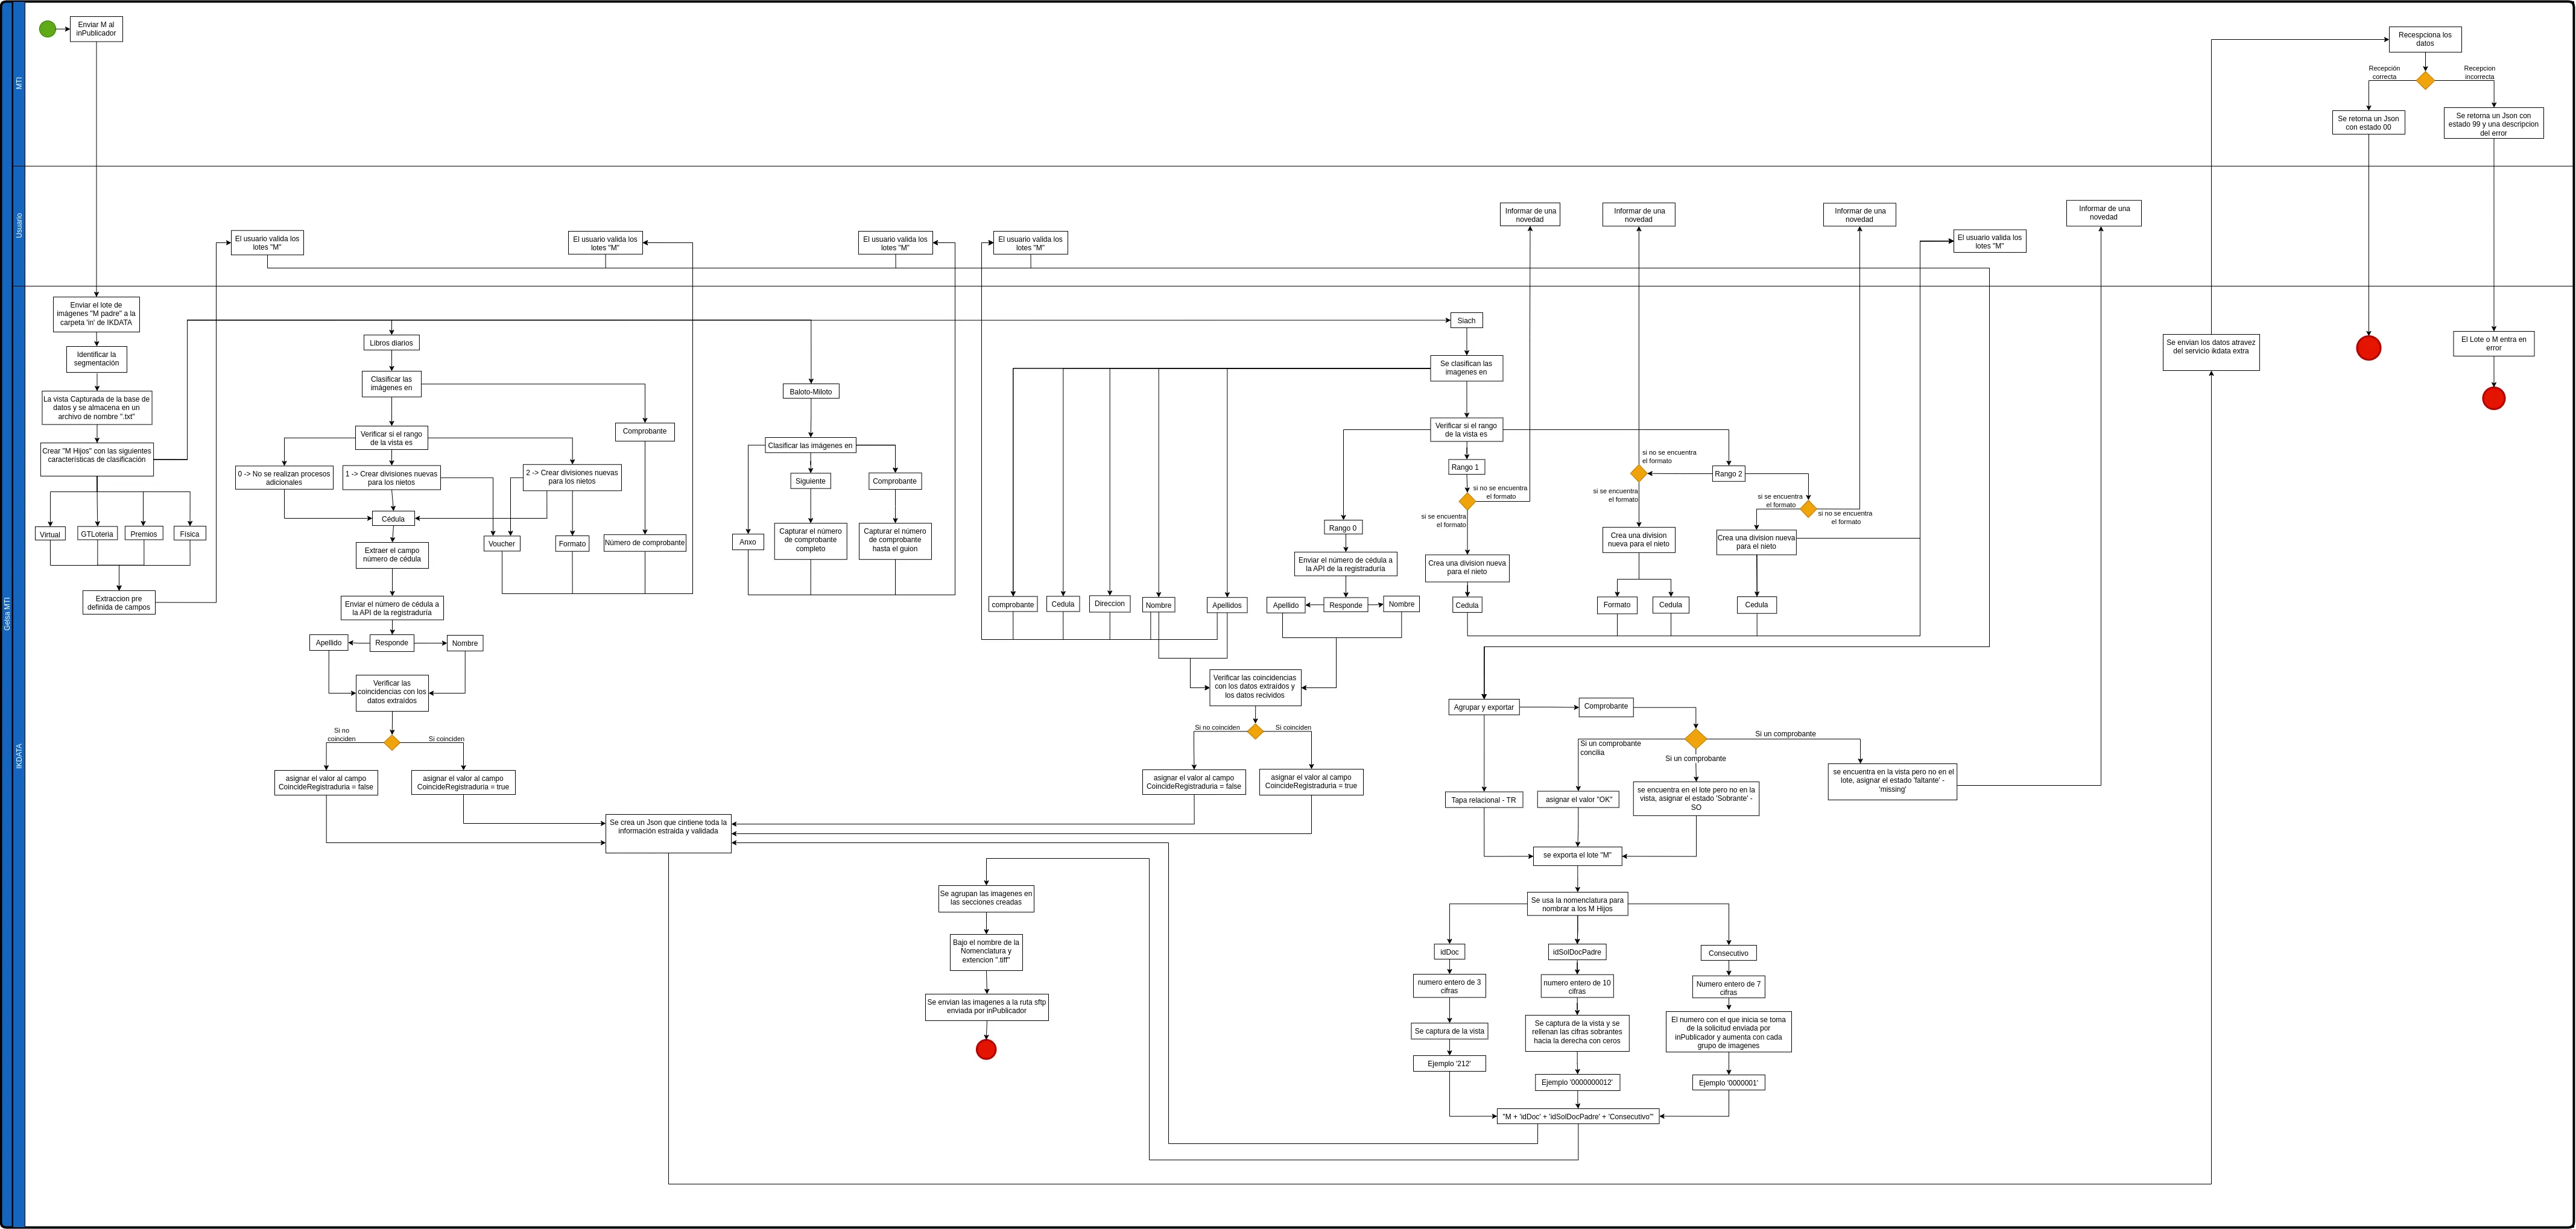 Gelsa MTI
MTI
Enviar M al
inPublicador
Recespciona los
datos
Recepción
correcta
Recepcion
incorrecta
Se retorna un Json
con estado 00
Se retorna un Json con
estado 99 y una descripcion
del error
Usuario
El usuario valida los
lotes "M"
El usuario valida los
lotes "M"
El usuario valida los
lotes "M"
El usuario valida los
lotes "M"
Informar de una
novedad
Informar de una
novedad
Informar de una
novedad
El usuario valida los
lotes "M"
Informar de una
novedad
IKDATA
Enviar el lote de
imágenes "M padre" a la
carpeta 'in' de IKDATA
Identificar la
segmentación
La vista Capturada de la base de
datos y se almacena en un
archivo de nombre ".txt"
Crear "M Hijos" con las siguientes
características de clasificación
Virtual
GTLoteria
Premios
Física
Extraccion pre
definida de campos
Libros diarios
Clasificar las
imágenes en
Verificar si el rango
de la vista es
Comprobante
0 -> No se realizan procesos
adicionales
1 -> Crear divisiones nuevas
para los nietos
2 -> Crear divisiones nuevas
para los nietos
Cédula
Voucher
Formato
Número de comprobante
Extraer el campo
número de cédula
Enviar el número de cédula a
la API de la registraduría
Apellido
Responde
Nombre
Verificar las
coincidencias con los
datos extraídos
Si no
coinciden
Si coinciden
asignar el valor al campo
CoincideRegistraduria = false
asignar el valor al campo
CoincideRegistraduria = true
Baloto-Miloto
Clasificar las imágenes en
Siguiente
Comprobante
Anxo
Capturar el número
de comprobante
completo
Capturar el número
de comprobante
hasta el guion
Siach
Se clasifican las
imagenes en
Verificar si el rango
de la vista es
Rango 1
si no se encuentra
el formato
si se encuentra
el formato
Crea una division nueva
para el nieto
Cedula
Rango 0
Enviar el número de cédula a
la API de la registraduría
Apellido
Responde
Nombre
comprobante
Cedula
Direccion
Nombre
Apellidos
si no se encuentra
el formato
si se encuentra
el formato
Rango 2
si se encuentra
el formato
si no se encuentra
el formato
Crea una division
nueva para el nieto
Crea una division nueva
para el nieto
Formato
Cedula
Cedula
Verificar las coincidencias
con los datos extraídos y
los datos recividos
Si no coinciden
Si coinciden
asignar el valor al campo
CoincideRegistraduria = false
asignar el valor al campo
CoincideRegistraduria = true
Se crea un Json que cintiene toda la
información estraida y validada
Se agrupan las imagenes en
las secciones creadas
Bajo el nombre de la
Nomenclatura y
extencion ".tiff"
Se envian las imagenes a la ruta sftp
enviada por inPublicador
Agrupar y exportar
Comprobante
Si un comprobante
concilia
Si un comprobante
Si un comprobante
Tapa relacional - TR
asignar el valor "OK"
se encuentra en el lote pero no en la
vista, asignar el estado 'Sobrante' -
SO
se encuentra en la vista pero no en el
lote, asignar el estado 'faltante' -
'missing'
se exporta el lote "M"
Se usa la nomenclatura para
nombrar a los M Hijos
idDoc
idSolDocPadre
Consecutivo
numero entero de 3
cifras
numero entero de 10
cifras
Numero entero de 7
cifras
Se captura de la vista
Se captura de la vista y se
rellenan las cifras sobrantes
hacia la derecha con ceros
El numero con el que inicia se toma
de la solicitud enviada por
inPublicador y aumenta con cada
grupo de imagenes
Ejemplo '212'
Ejemplo '0000000012'
Ejemplo '0000001'
"M + 'idDoc' + 'idSolDocPadre' + 'Consecutivo'"
Se envian los datos atravez
del servicio ikdata extra
El Lote o M entra en
error